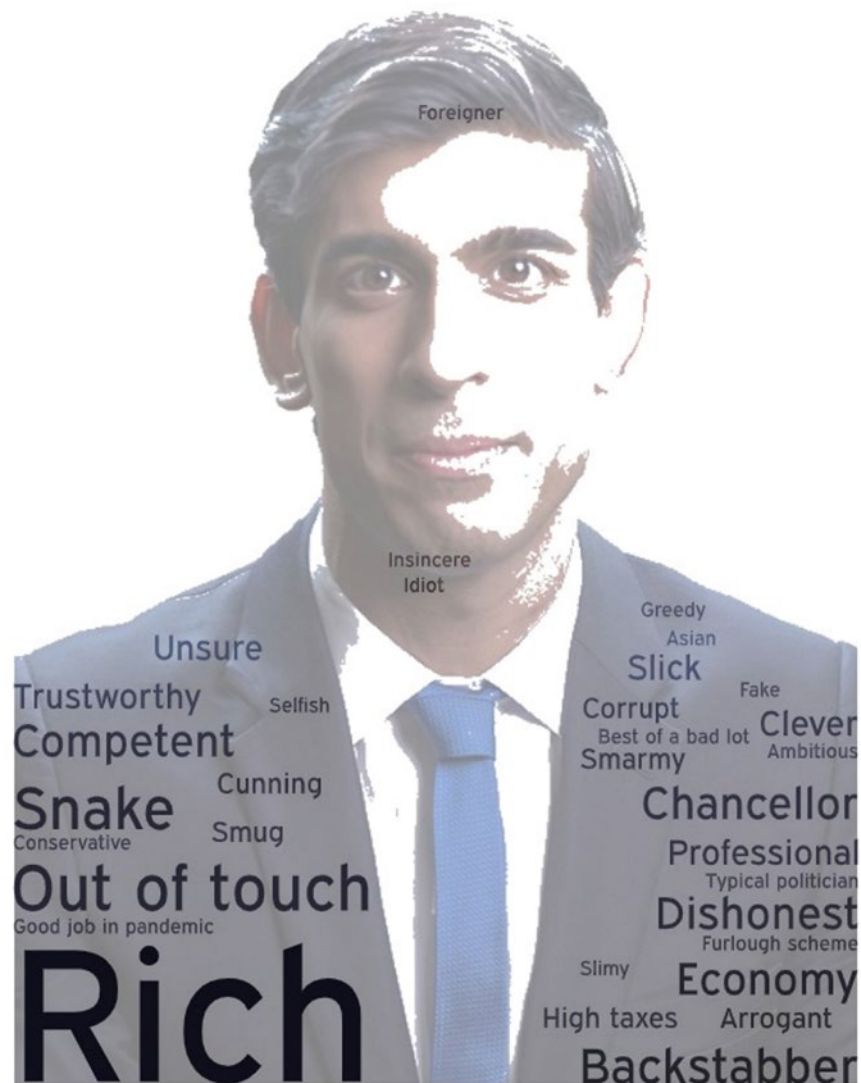 Foreigner
Insincere
Idiot
Greedy
Asian
Unsure
Slick
Trustworthy
Selfish
Fake
Corrupt
Clever
Competent
Best of a bad lot
Ambitious
Smarmy
Cunning
Snake
Chancellor
Conservative
Smug
Professional
Out of touch
Typical politician
Good job in pandemic
Dishonest
Furlough scheme
Rich
Slimy
Economy
High taxes
Arrogant
Backstabber